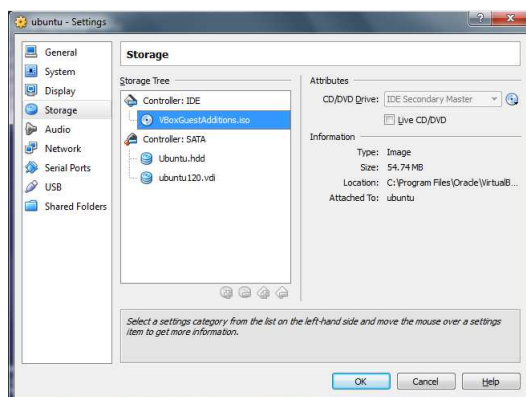 ubuntu - Settings
General
System
Display
Storage
Audio
Network
Serial Ports
USB
Shared Folders
Storage
Storage Tree
Controller: IDE
VBoxGuestAdditions.iso
Controller: SATA
Ubuntu.hdd
ubuntu120.vdi
Attributes
CD/DVD Drive: IDE Secondary Master
Live CD/DVD
Information
Type: Image
Size: 54.74 MB
Location: C:\Program Files\Oracle\VirtualB...
Attached To: ubuntu
Select a settings category from the list on the left-hand side and move the mouse over a settings
item to get more information.
OK Cancel Help